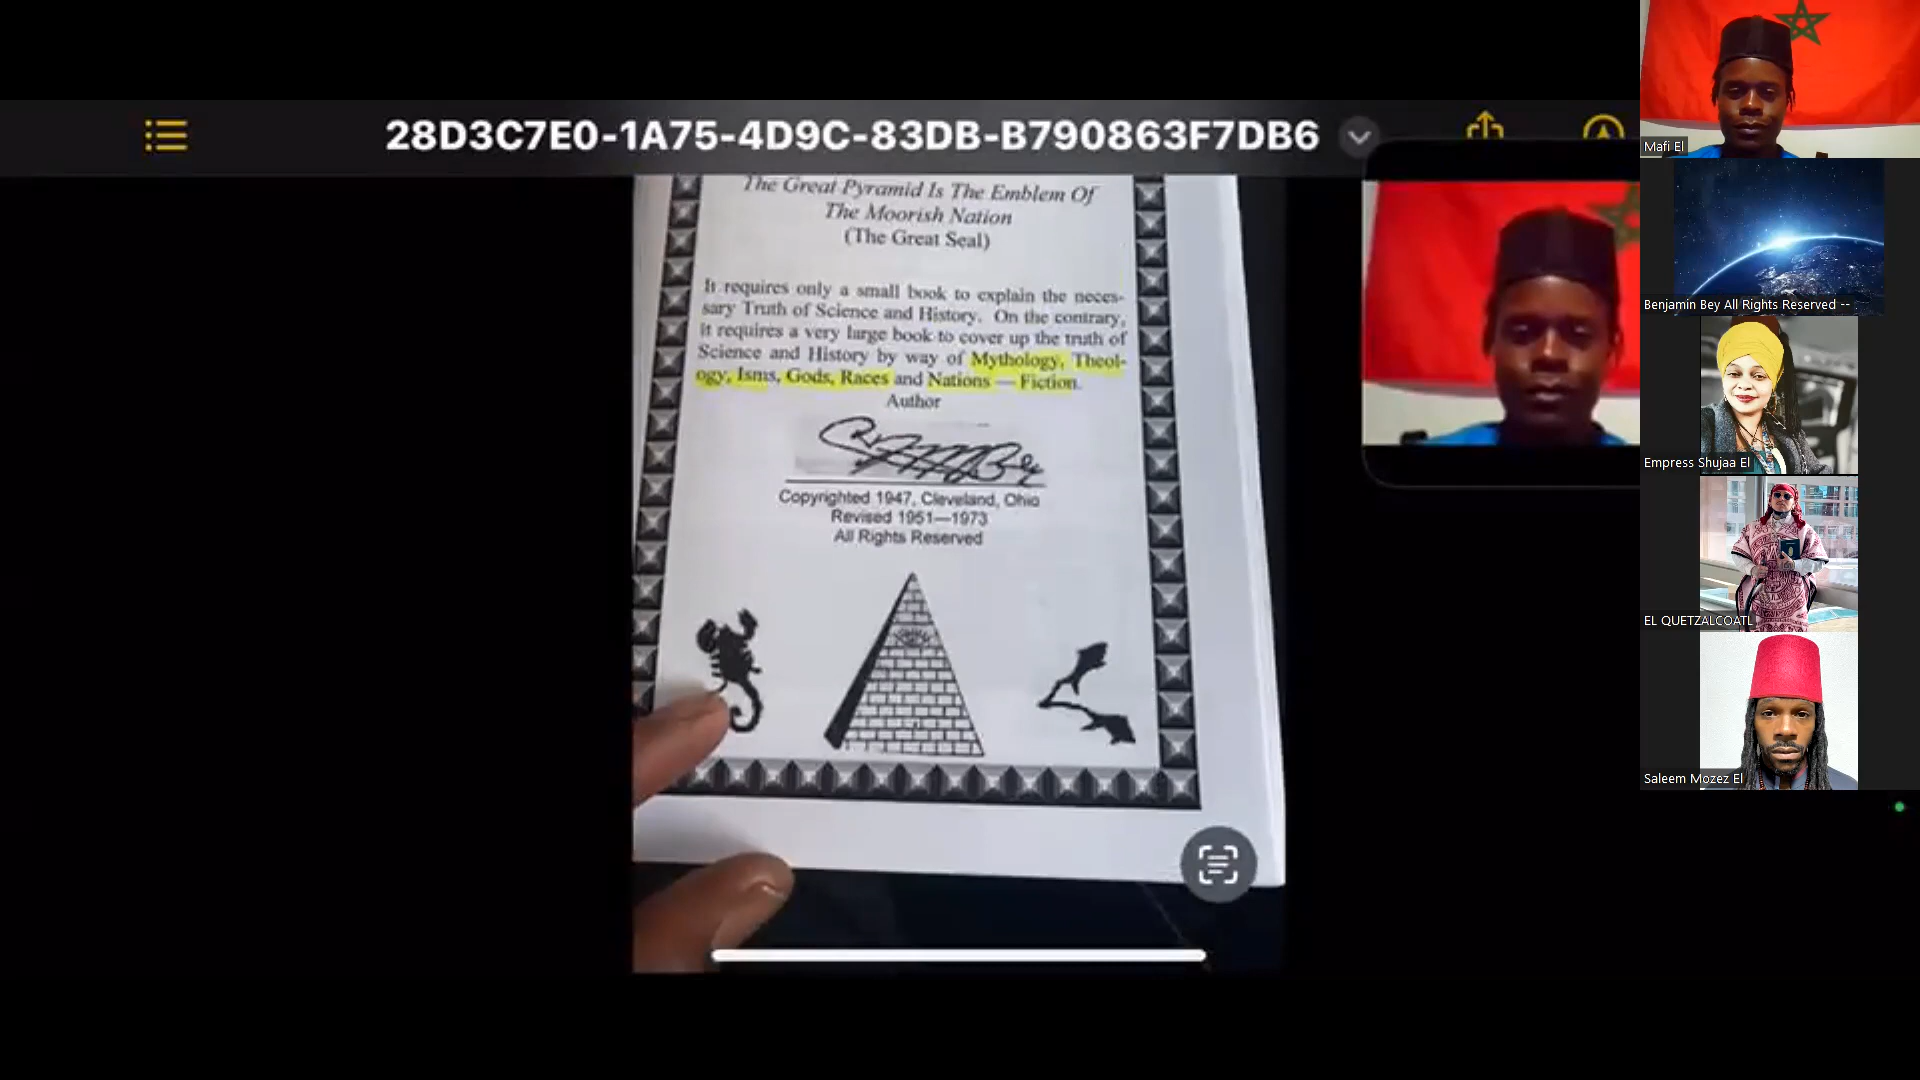 28D3C7E0-1A75-4D9C-83DB-B790863F7DB6
The Great Pyramid Is The Emblem Of
The Moorish Nation
(The Great Seal)
It requires only a small book to explain the neces-
sary Truth of Science and History. On the contrary,
it requires a very large book to cover up the truth of
Science and History by way of Mythology, Theol-
ogy, Isms, Gods, Races and Nations — Fiction.
Author
Copyrighted 1947, Cleveland, Ohio
Revised 1951—1973
All Rights Reserved
Mafi El
Benjamin Bey All Rights Reserved --
Empress Shujaa El
EL QUETZALCOATL
Saleem Mozez El